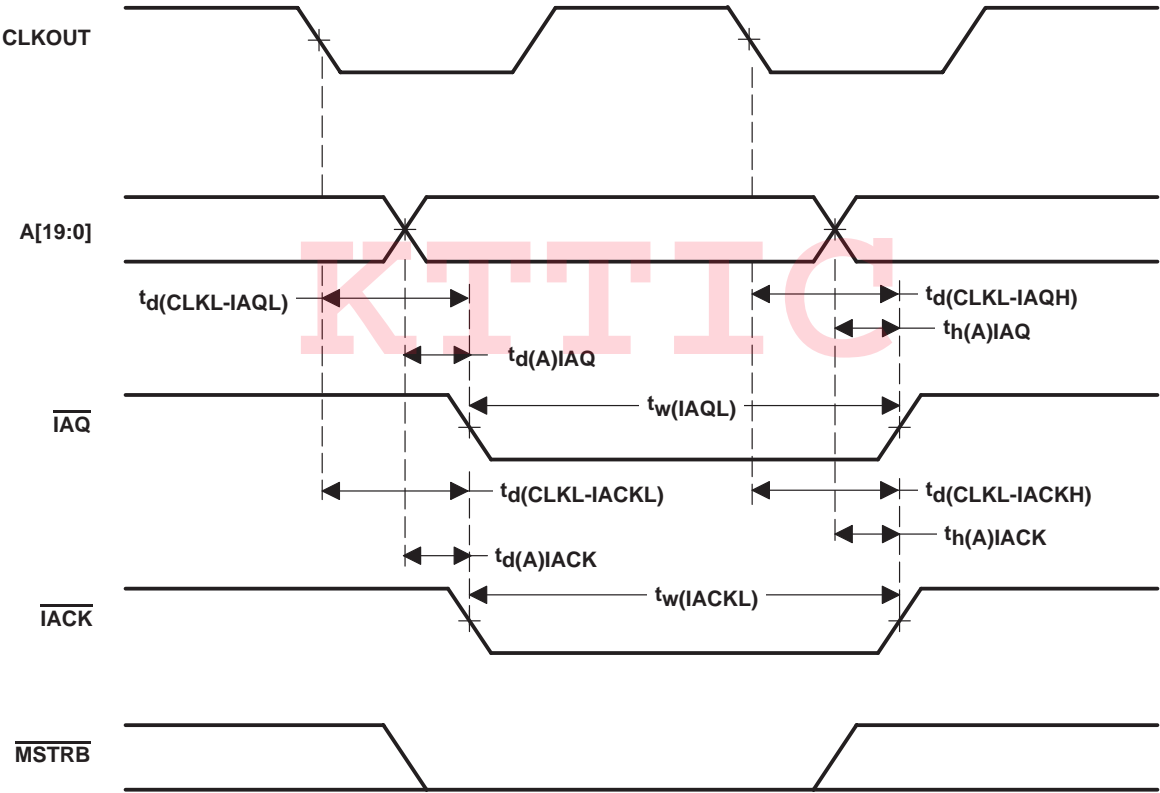 CLKOUT
A[19:0]
td(CLKL-IAQL)
td(CLKL-IAQH)
th(A)IAQ
td(A)IAQ
tw(IAQL)
IAQ
td(CLKL-IACKL)
td(CLKL-IACKH)
th(A)IACK
td(A)IACK
tw(IACKL)
IACK
MSTRB
KTTIC